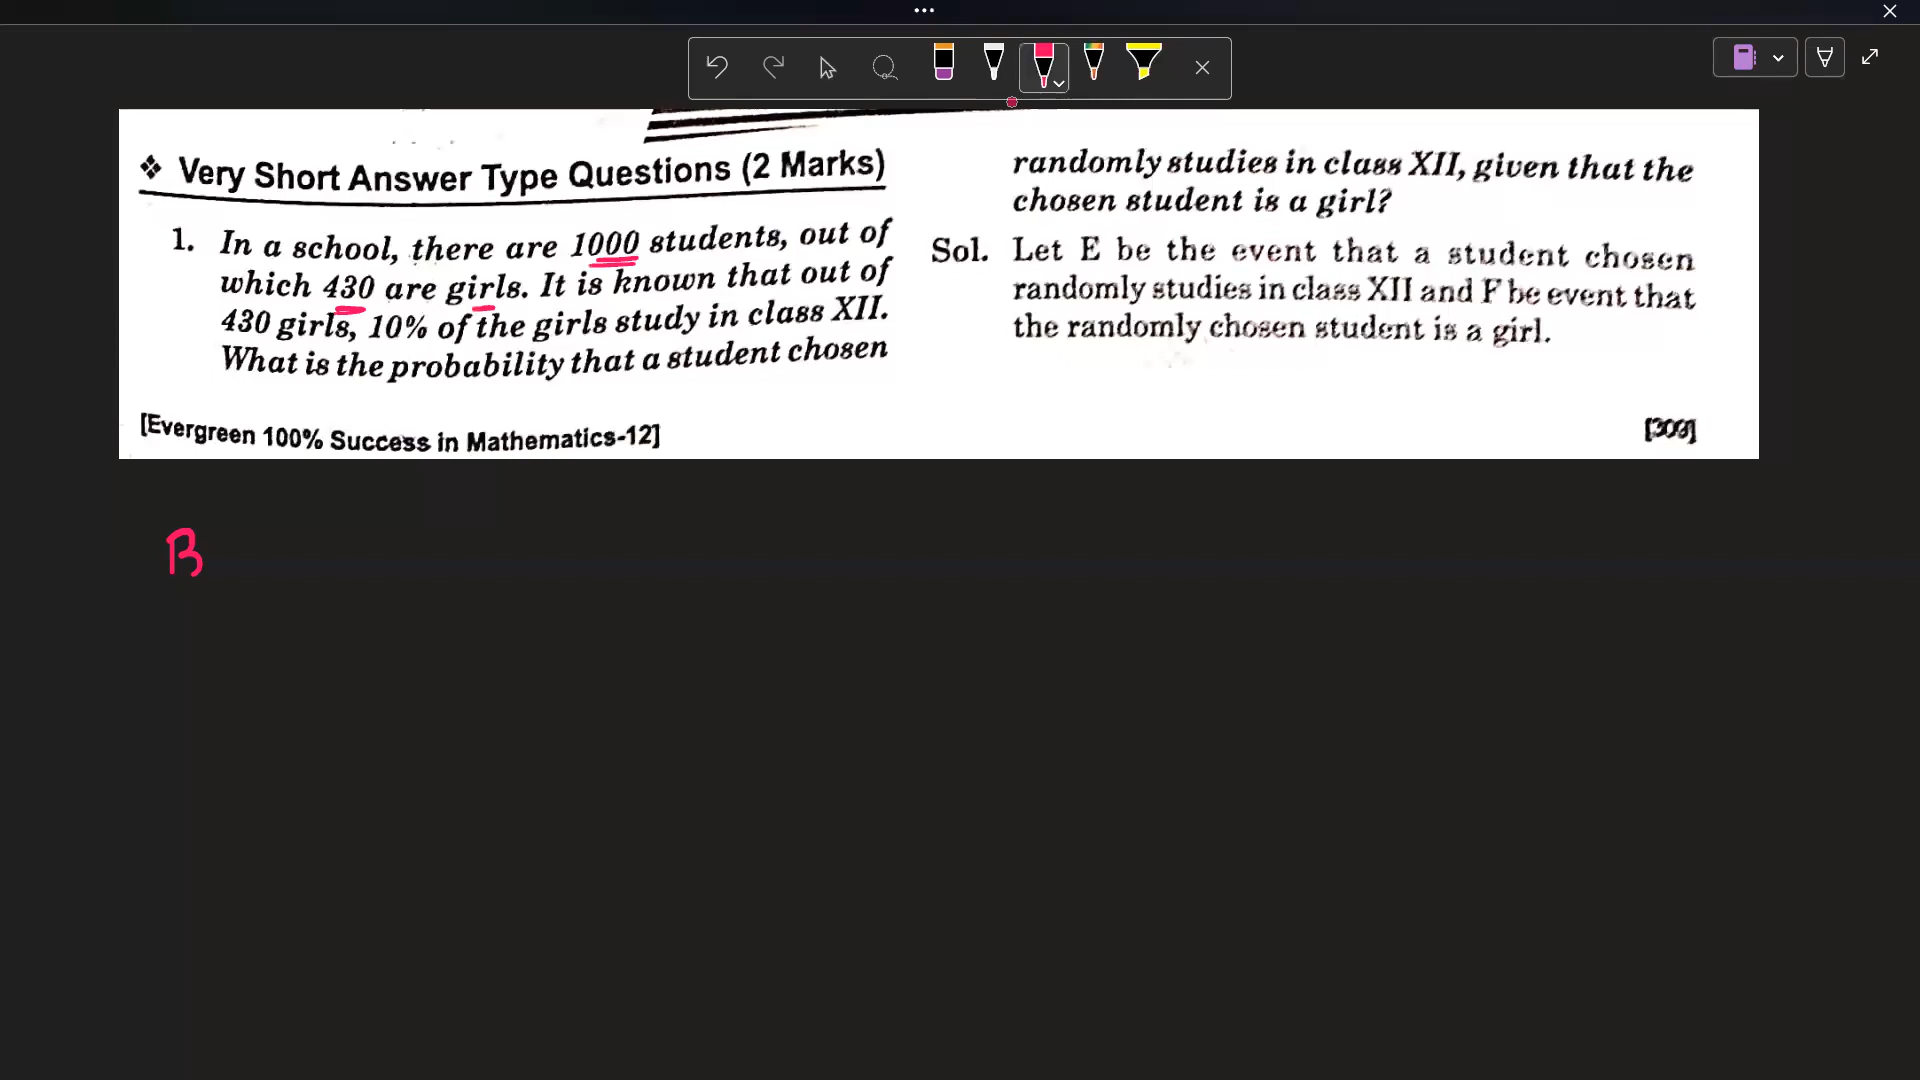 ❖ Very Short Answer Type Questions (2 Marks)
1. In a school, there are 1000 students, out of
which 430 are girls. It is known that out of
430 girls, 10% of the girls study in class XII.
What is the probability that a student chosen
[Evergreen 100% Success in Mathematics-12]
randomly studies in class XII, given that the
chosen student is a girl?
Sol. Let E be the event that a student chosen
randomly studies in class XII and F be event that
the randomly chosen student is a girl.
B